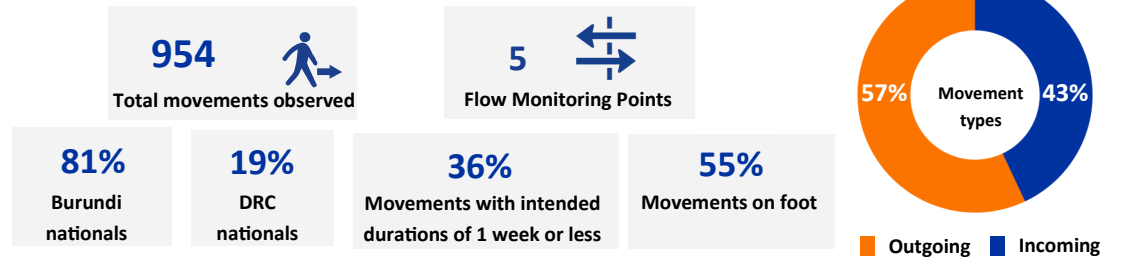 954
Total movements observed
5
Flow Monitoring Points
81%
Burundi
nationals
19%
DRC
nationals
36%
Movements with intended
durations of 1 week or less
55%
Movements on foot
57%
Movement
types
43%
Outgoing
Incoming